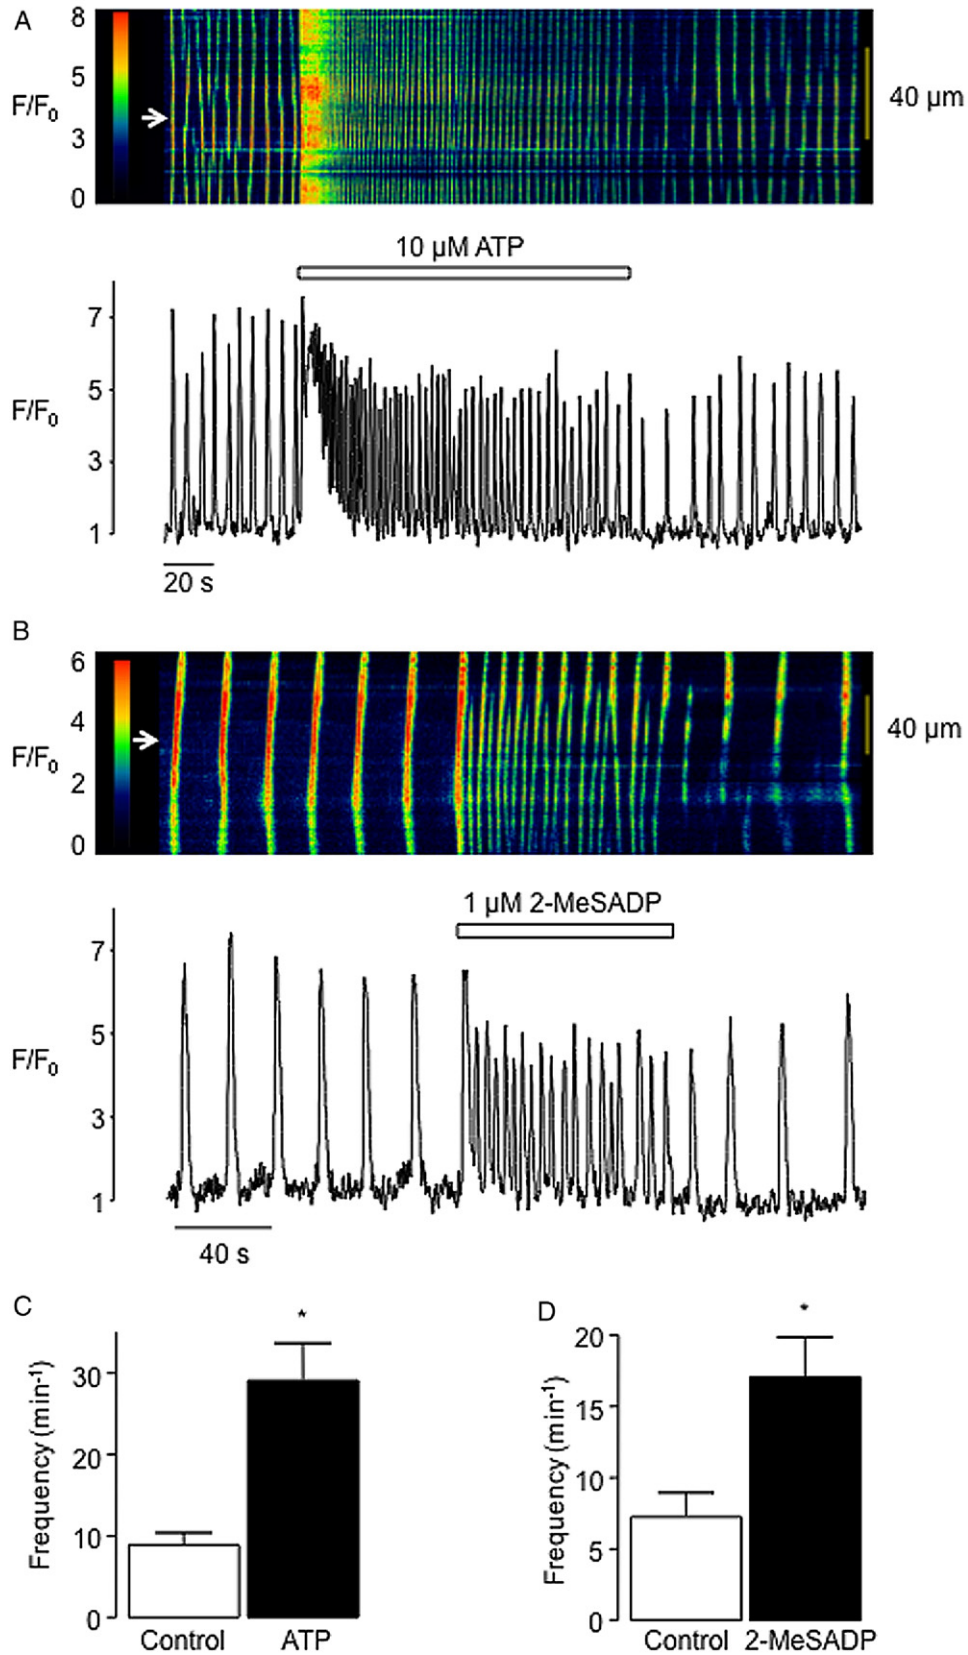 A
8
5
F/F0
3
0
40 µm
10 µM ATP
7
5
F/F0
3
1
20 s
B
6
4
F/F0
2
0
40 µm
1 µM 2-MeSADP
7
5
F/F0
3
1
40 s
C
*
Frequency (min-1)
30
20
10
0
Control ATP
D
*
Frequency (min-1)
20
15
10
5
0
Control 2-MeSADP